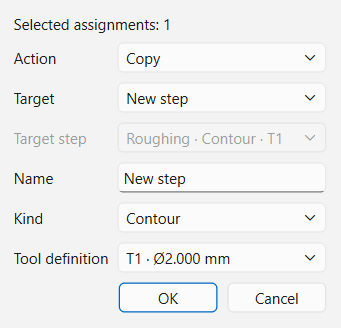 Selected assignments: 1
Action Copy
Target New step
Target step Roughing · Contour · T1
Name New step
Kind Contour
Tool definition T1 · Ø2.000 mm
OK Cancel